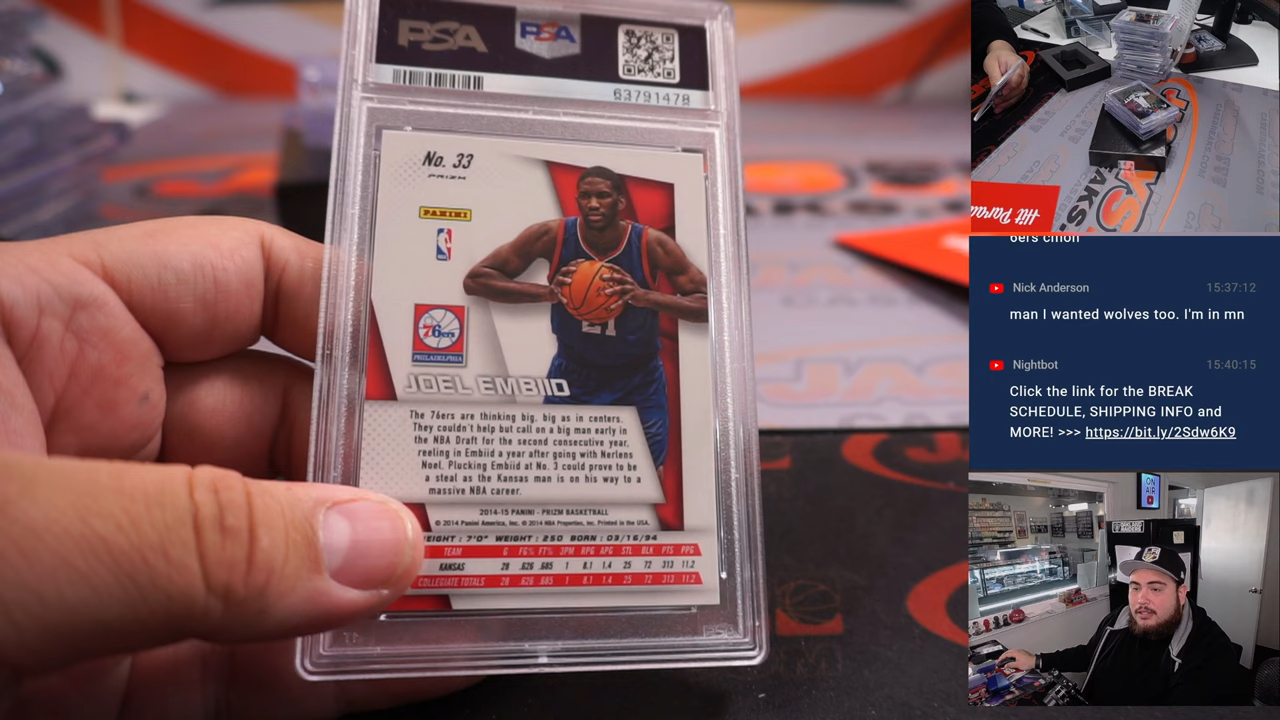 PSA
PSA
63791478
No. 33
PRIZM
PANINI
76ers
PHILADELPHIA
21
JOEL EMBIID
The 76ers are thinking big, big as in centers.
They couldn't help but call on a big man early in
the NBA Draft for the second consecutive year,
reeling in Embiid a year after going with Nerlens
Noel. Plucking Embiid at No. 3 could prove to be
a steal as the Kansas man is on his way to a
massive NBA career.
2014-15 PANINI - PRIZM BASKETBALL
© 2014 Panini America, Inc. © 2014 NBA Properties, Inc. Printed in the USA.
EIGHT : 7'0" WEIGHT : 250 BORN : 03/16/94
TEAM G FG% FT% 3PM RPG APG STL BLK PTS PPG
KANSAS 28 .626 .685 1 8.1 1.4 25 72 313 11.2
COLLEGIATE TOTALS 28 .626 .685 1 8.1 1.4 25 72 313 11.2
Hit Parad
6ers cmon
Nick Anderson 15:37:12
man I wanted wolves too. I'm in mn
Nightbot 15:40:15
Click the link for the BREAK
SCHEDULE, SHIPPING INFO and
MORE! >>> https://bit.ly/2Sdw6K9
ON
AIR